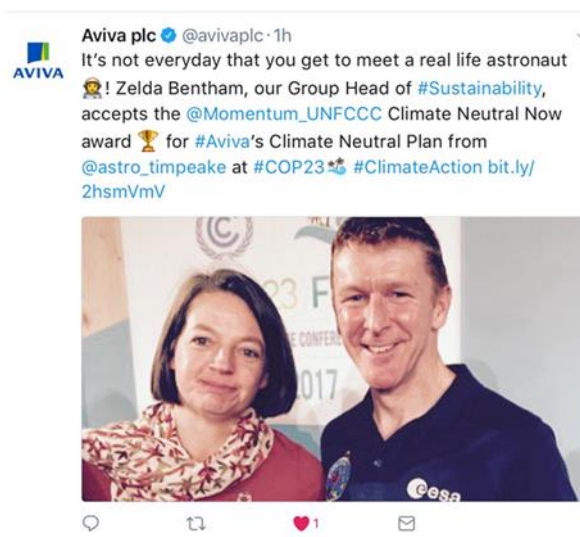 Aviva plc @avivaplc · 1h
AVIVA
It's not everyday that you get to meet a real life astronaut
👩‍🚀! Zelda Bentham, our Group Head of #Sustainability,
accepts the @Momentum_UNFCCC Climate Neutral Now
award 🏆 for #Aviva's Climate Neutral Plan from
@astro_timpeake at #COP23🏝 #ClimateAction bit.ly/
2hsmVmV
23 F
CONFERE
2017
esa
1